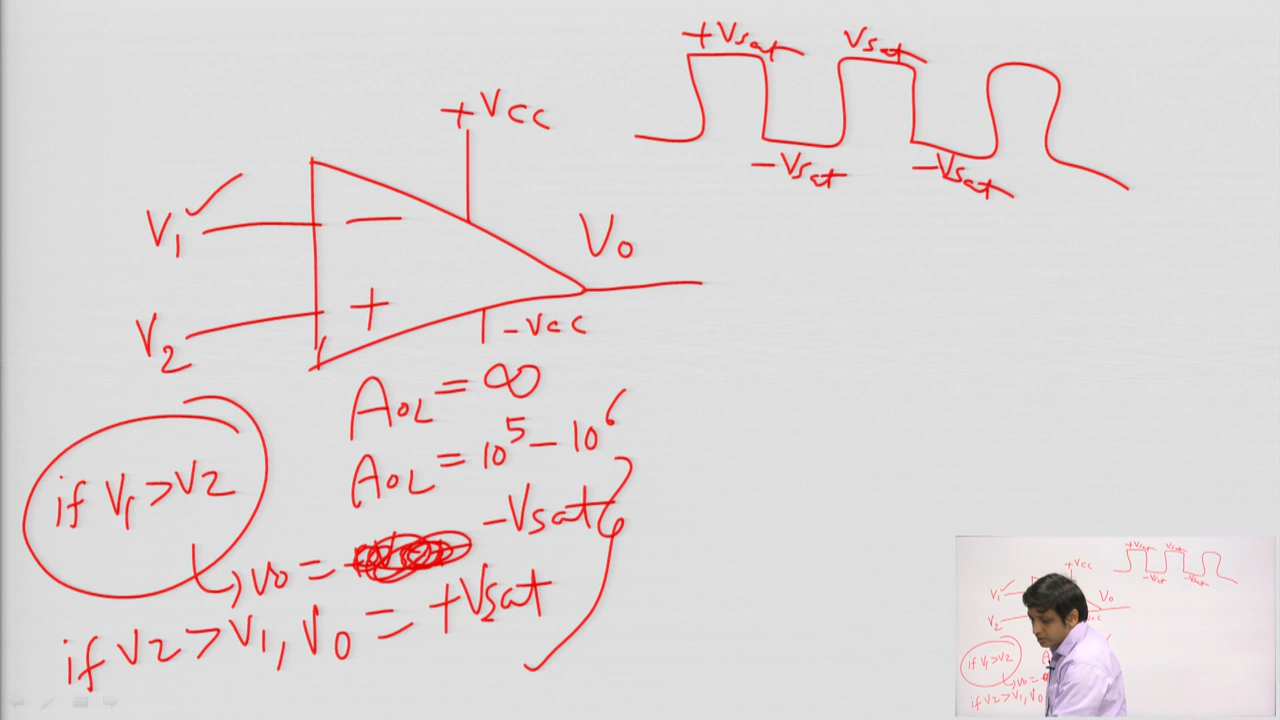 +Vsat Vsat
-Vsat -Vsat
+Vcc
V1 -
V0
V2 +
-Vcc
AOL = ∞
AOL = 10^5 - 10^6
if V1 > V2
↳ V0 = -Vsat
if V2 > V1, V0 = +Vsat